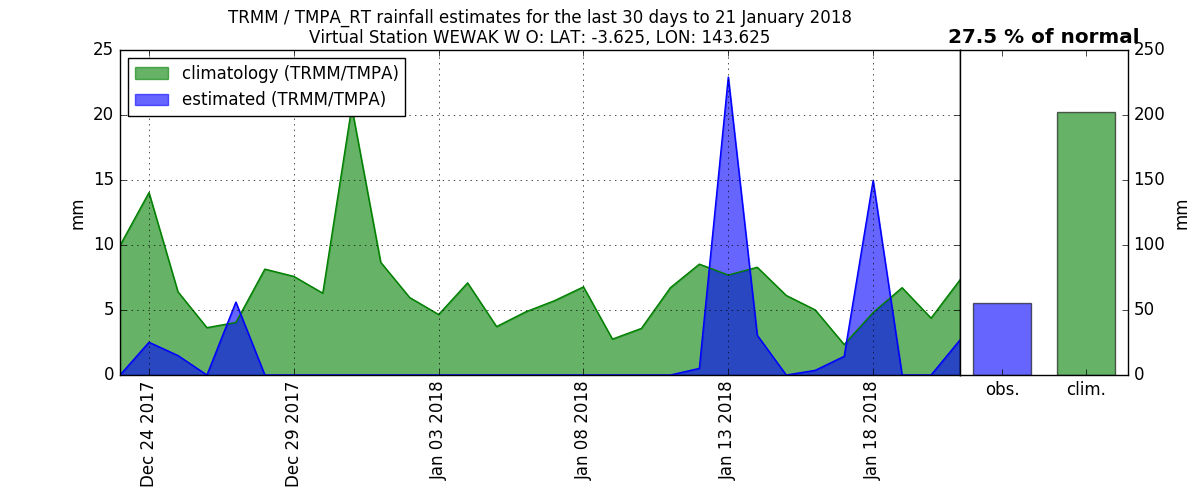 TRMM / TMPA_RT rainfall estimates for the last 30 days to 21 January 2018
Virtual Station WEWAK W O: LAT: -3.625, LON: 143.625
27.5 % of normal
climatology (TRMM/TMPA)
estimated (TRMM/TMPA)
25
20
15
10
5
0
mm
Dec 24 2017
Dec 29 2017
Jan 03 2018
Jan 08 2018
Jan 13 2018
Jan 18 2018
obs.
clim.
250
200
150
100
50
0
mm